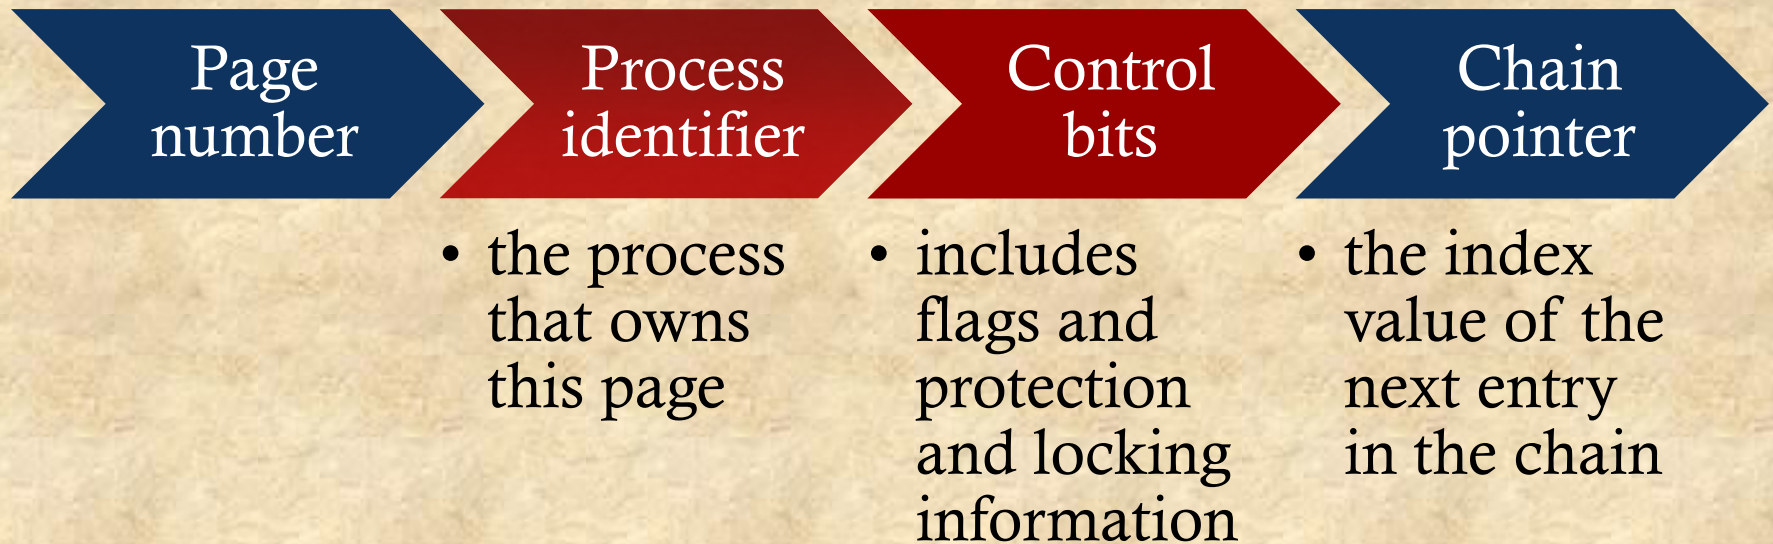 Page
number
Process
identifier
Control
bits
Chain
pointer
• the process
that owns
this page
• includes
flags and
protection
and locking
information
• the index
value of the
next entry
in the chain